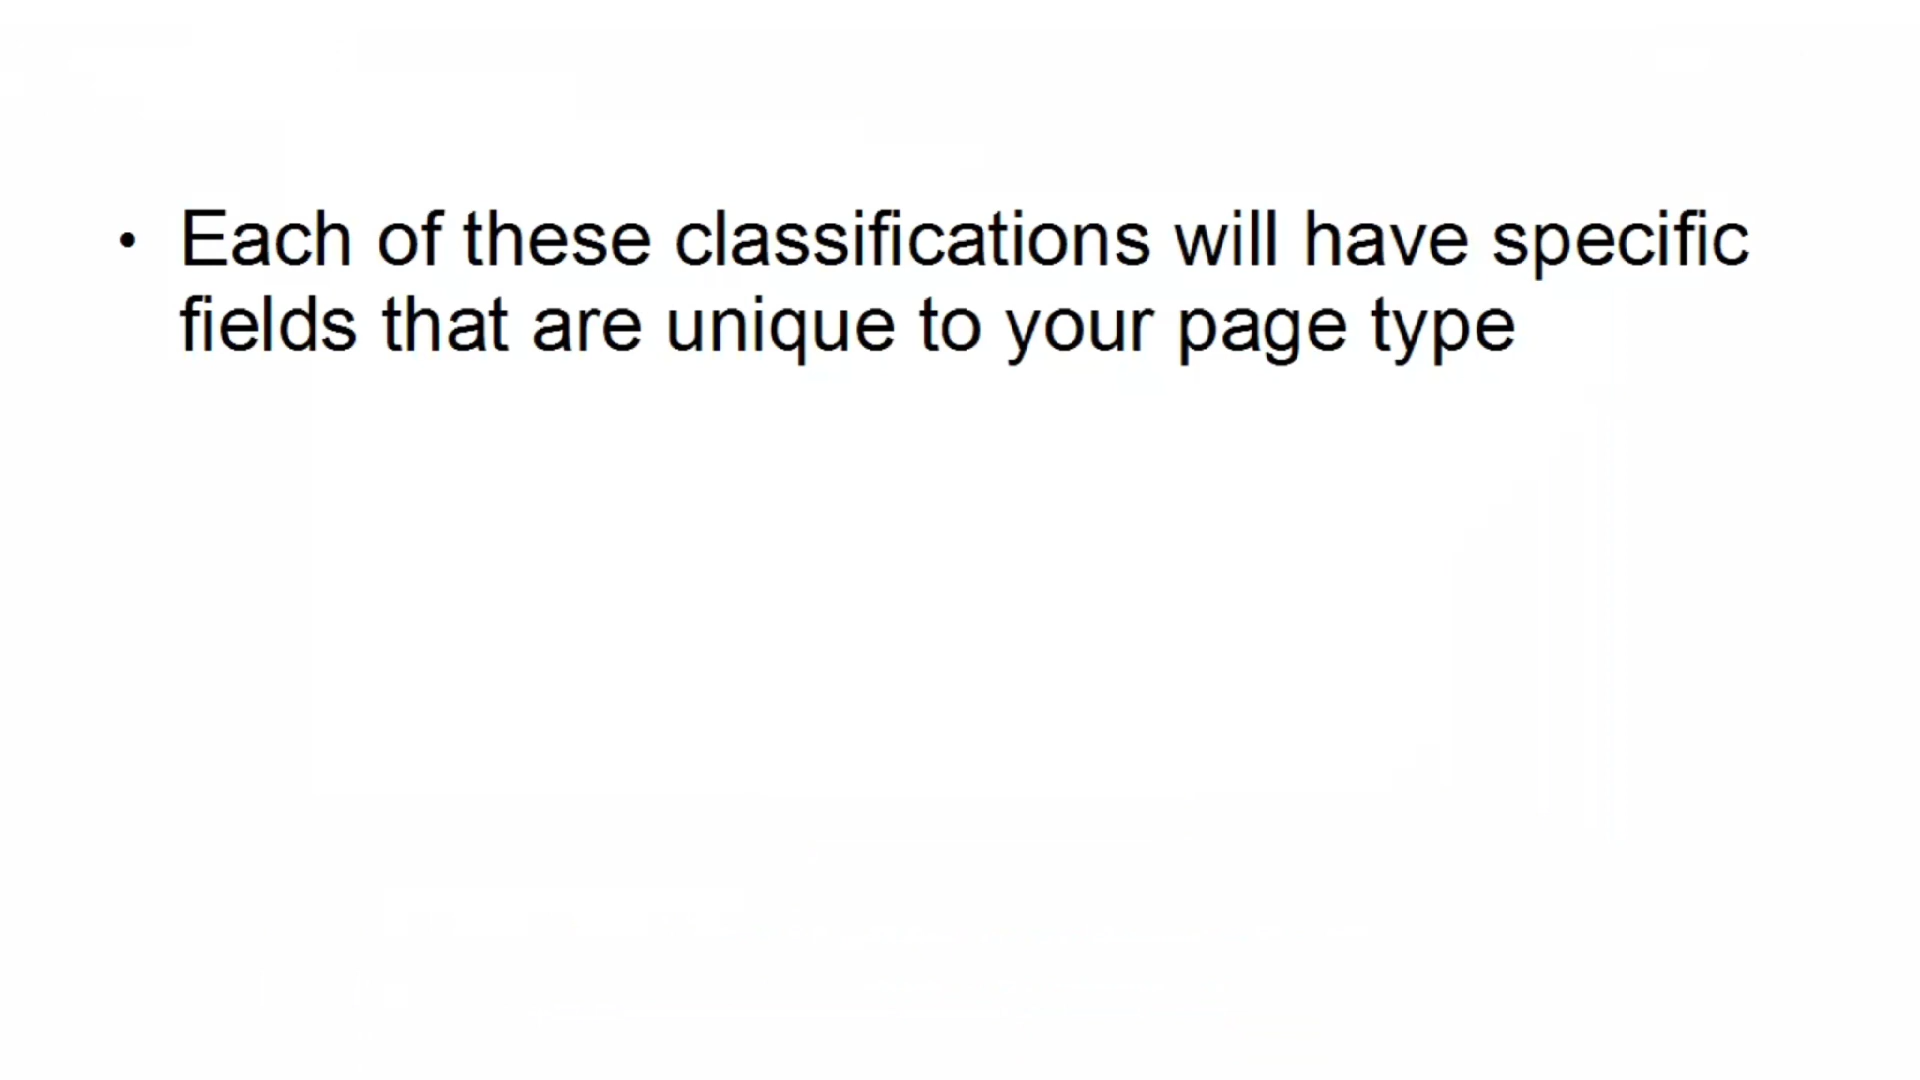 • Each of these classifications will have specific
fields that are unique to your page type